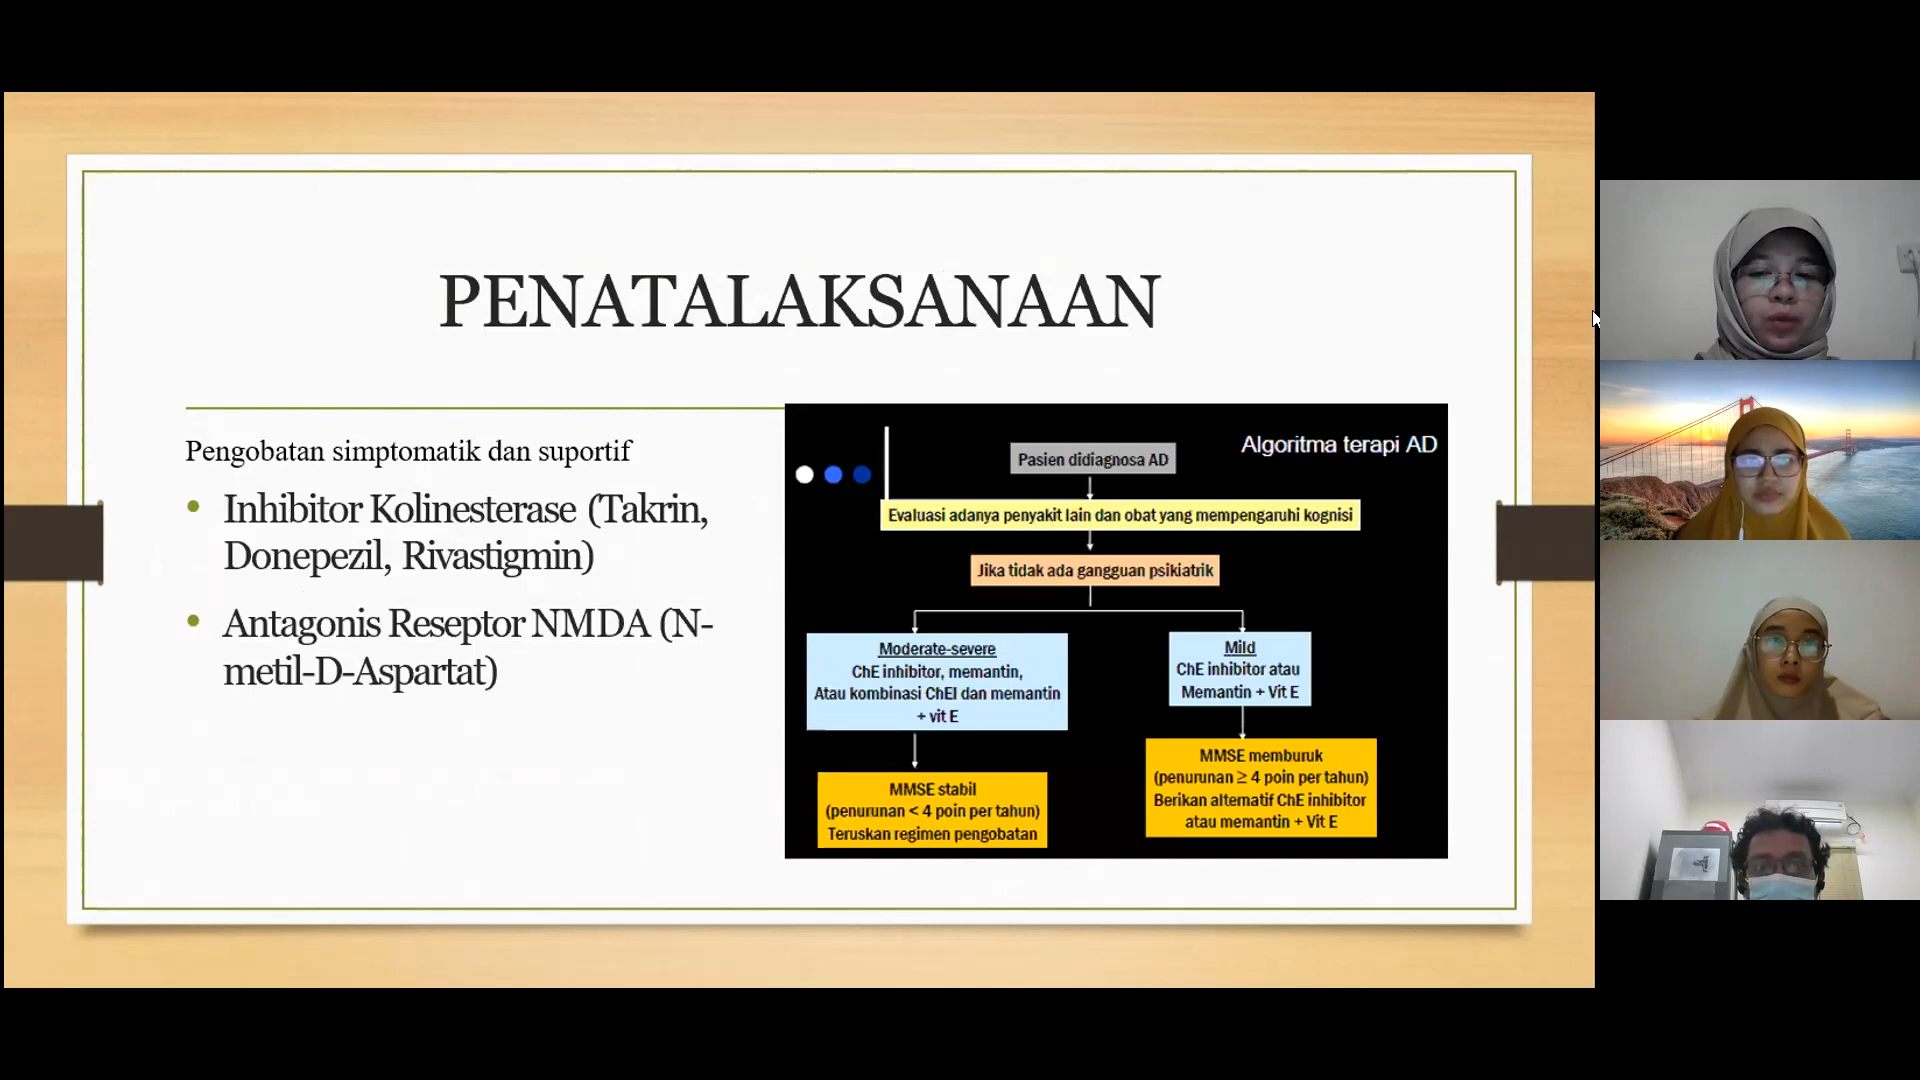 PENATALAKSANAAN
Pengobatan simptomatik dan suportif
• Inhibitor Kolinesterase (Takrin,
Donepezil, Rivastigmin)
• Antagonis Reseptor NMDA (N-
metil-D-Aspartat)
Algoritma terapi AD
Pasien didiagnosa AD
Evaluasi adanya penyakit lain dan obat yang mempengaruhi kognisi
Jika tidak ada gangguan psikiatrik
Moderate-severe
ChE inhibitor, memantin,
Atau kombinasi ChEI dan memantin
+ vit E
MMSE stabil
(penurunan < 4 poin per tahun)
Teruskan regimen pengobatan
Mild
ChE inhibitor atau
Memantin + Vit E
MMSE memburuk
(penurunan ≥ 4 poin per tahun)
Berikan alternatif ChE inhibitor
atau memantin + Vit E